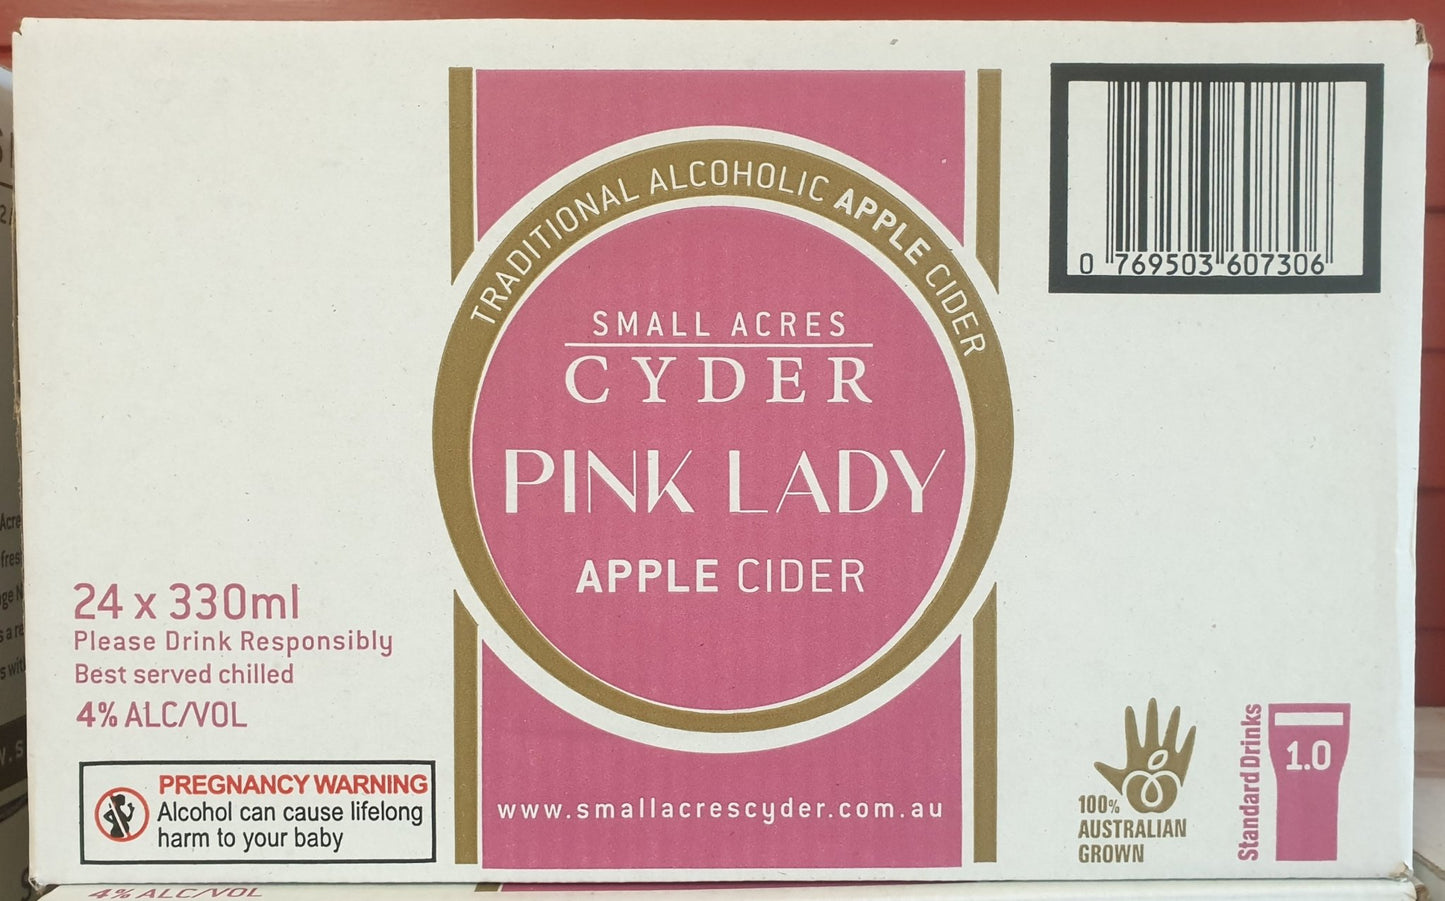 TRADITIONAL ALCOHOLIC APPLE CIDER
SMALL ACRES
CYDER
PINK LADY
APPLE CIDER
www.smallacrescyder.com.au
0 769503 607306
24 x 330ml
Please Drink Responsibly
Best served chilled
4% ALC/VOL
PREGNANCY WARNING
Alcohol can cause lifelong
harm to your baby
100%
AUSTRALIAN
GROWN
Standard Drinks
1.0
4% ALC/VOL